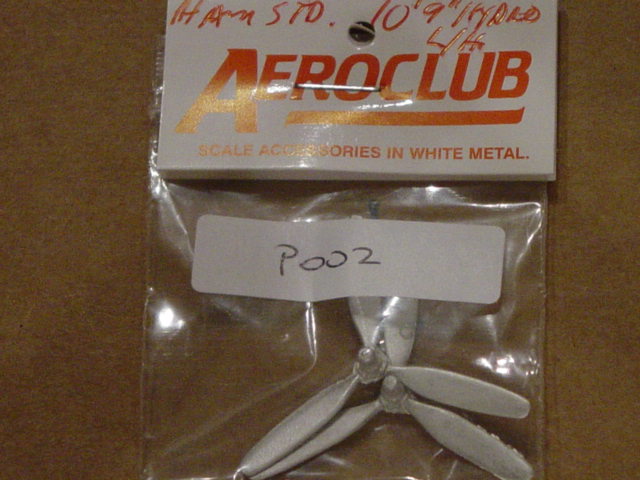 HAM STD. 10'9" HYDRO
L/H
AEROCLUB
SCALE ACCESSORIES IN WHITE METAL.
P002